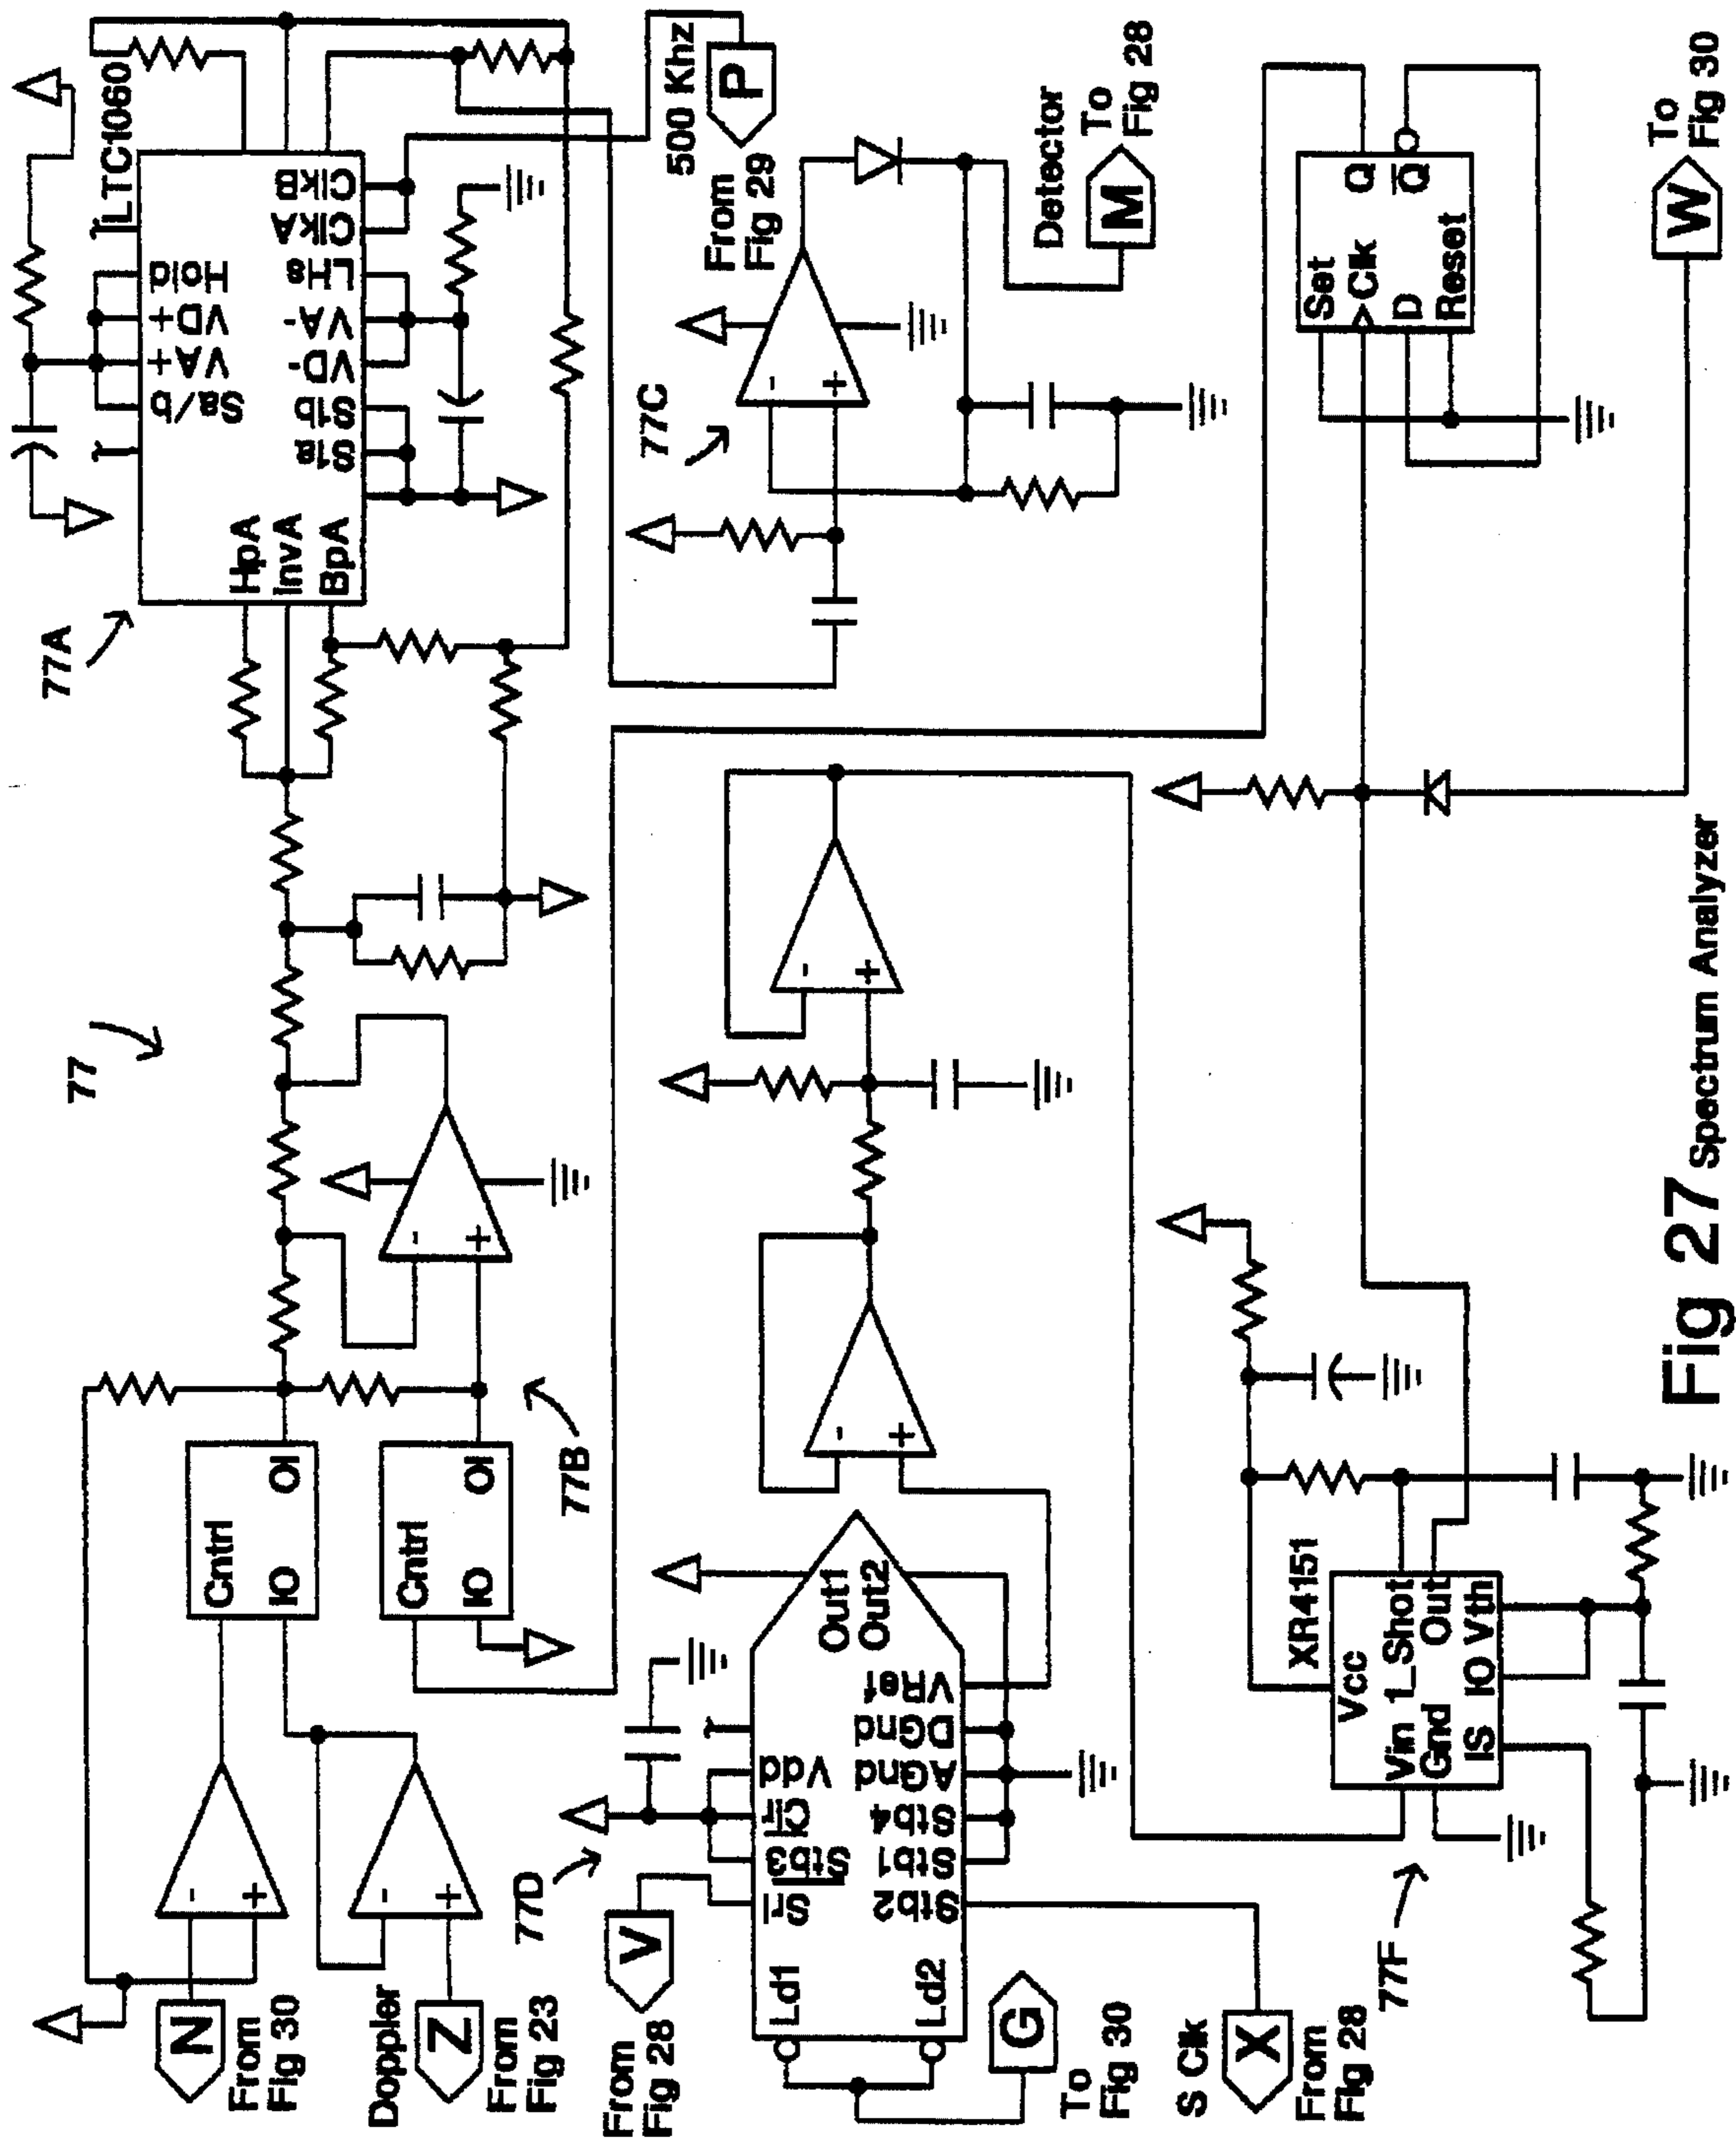 77
77A
LTC1060
HpA
InvA
BpA
Sa/b
VA+
VD+
Hold
S1a
S1b
VD-
VA-
LHs
ClkA
ClkB
500 Khz
P
From
Fig 29
N
From
Fig 30
Doppler
Z
From
Fig 23
Cntrl
IO
OI
Cntrl
IO
OI
77B
-
+
-
+
-
+
77C
-
+
Detector
M
To
Fig 28
77D
V
From
Fig 28
Ld1
Ld2
Sri
Stb3
Clr
Vdd
Stb2
Stb1
Stb4
AGnd
DGnd
VRef
Out1
Out2
G
To
Fig 30
S Clk
X
From
Fig 28
-
+
-
+
77F
XR4151
Vcc
Vin
1_Shot
Gnd
Out
IS
IO
Vth
Set
Clk
D
Reset
Q
Q
W
To
Fig 30
Fig 27 Spectrum Analyzer